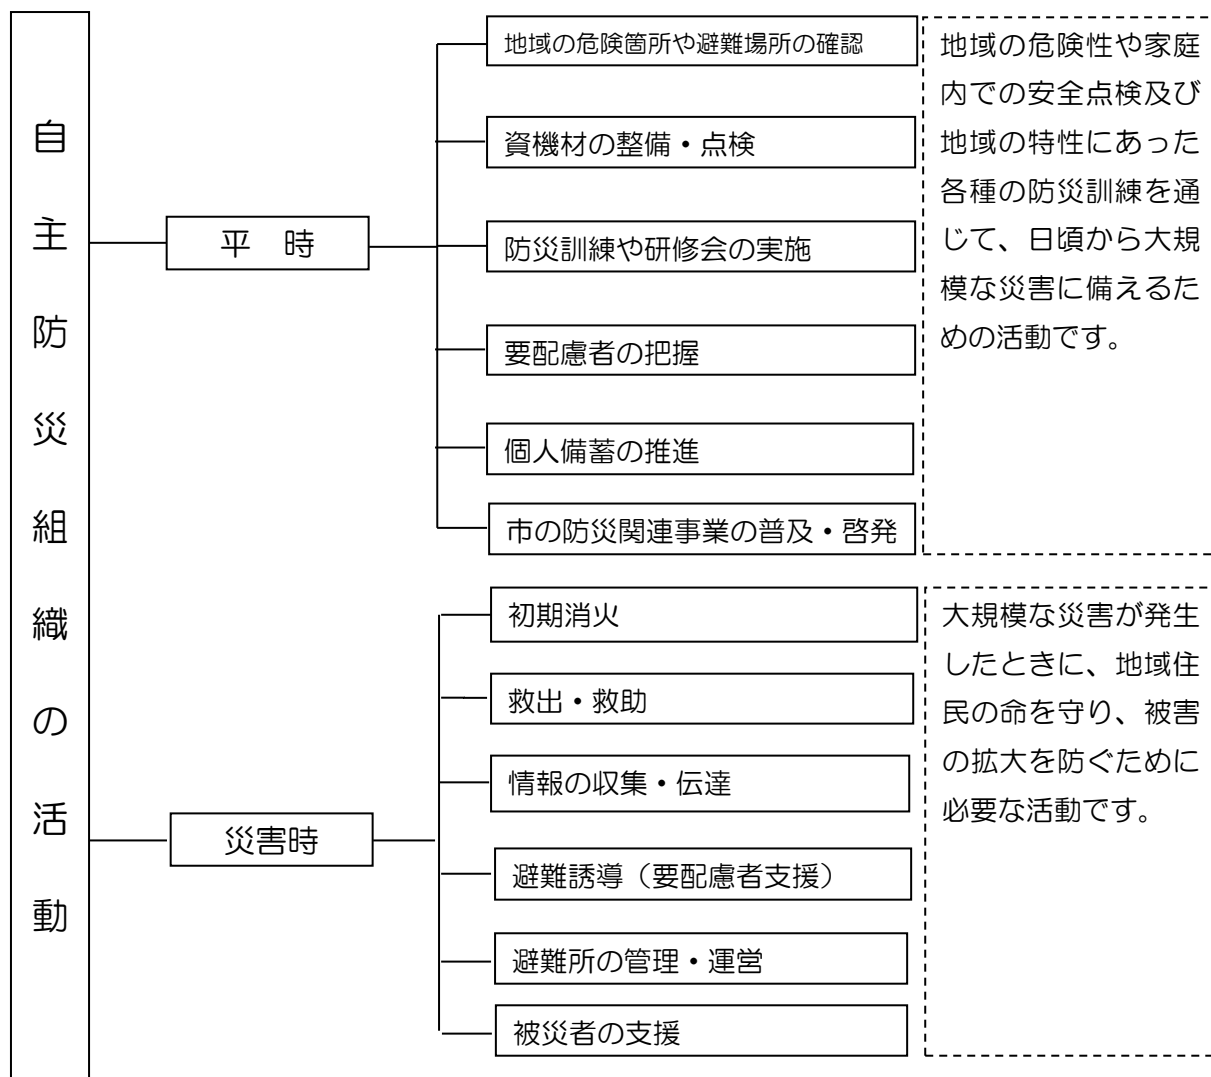 自主防災組織の活動
平　時
地域の危険箇所や避難場所の確認
資機材の整備・点検
防災訓練や研修会の実施
要配慮者の把握
個人備蓄の推進
市の防災関連事業の普及・啓発
地域の危険性や家庭
内での安全点検及び
地域の特性にあった
各種の防災訓練を通
じて、日頃から大規
模な災害に備えるた
めの活動です。
災害時
初期消火
救出・救助
情報の収集・伝達
避難誘導（要配慮者支援）
避難所の管理・運営
被災者の支援
大規模な災害が発生
したときに、地域住
民の命を守り、被害
の拡大を防ぐために
必要な活動です。